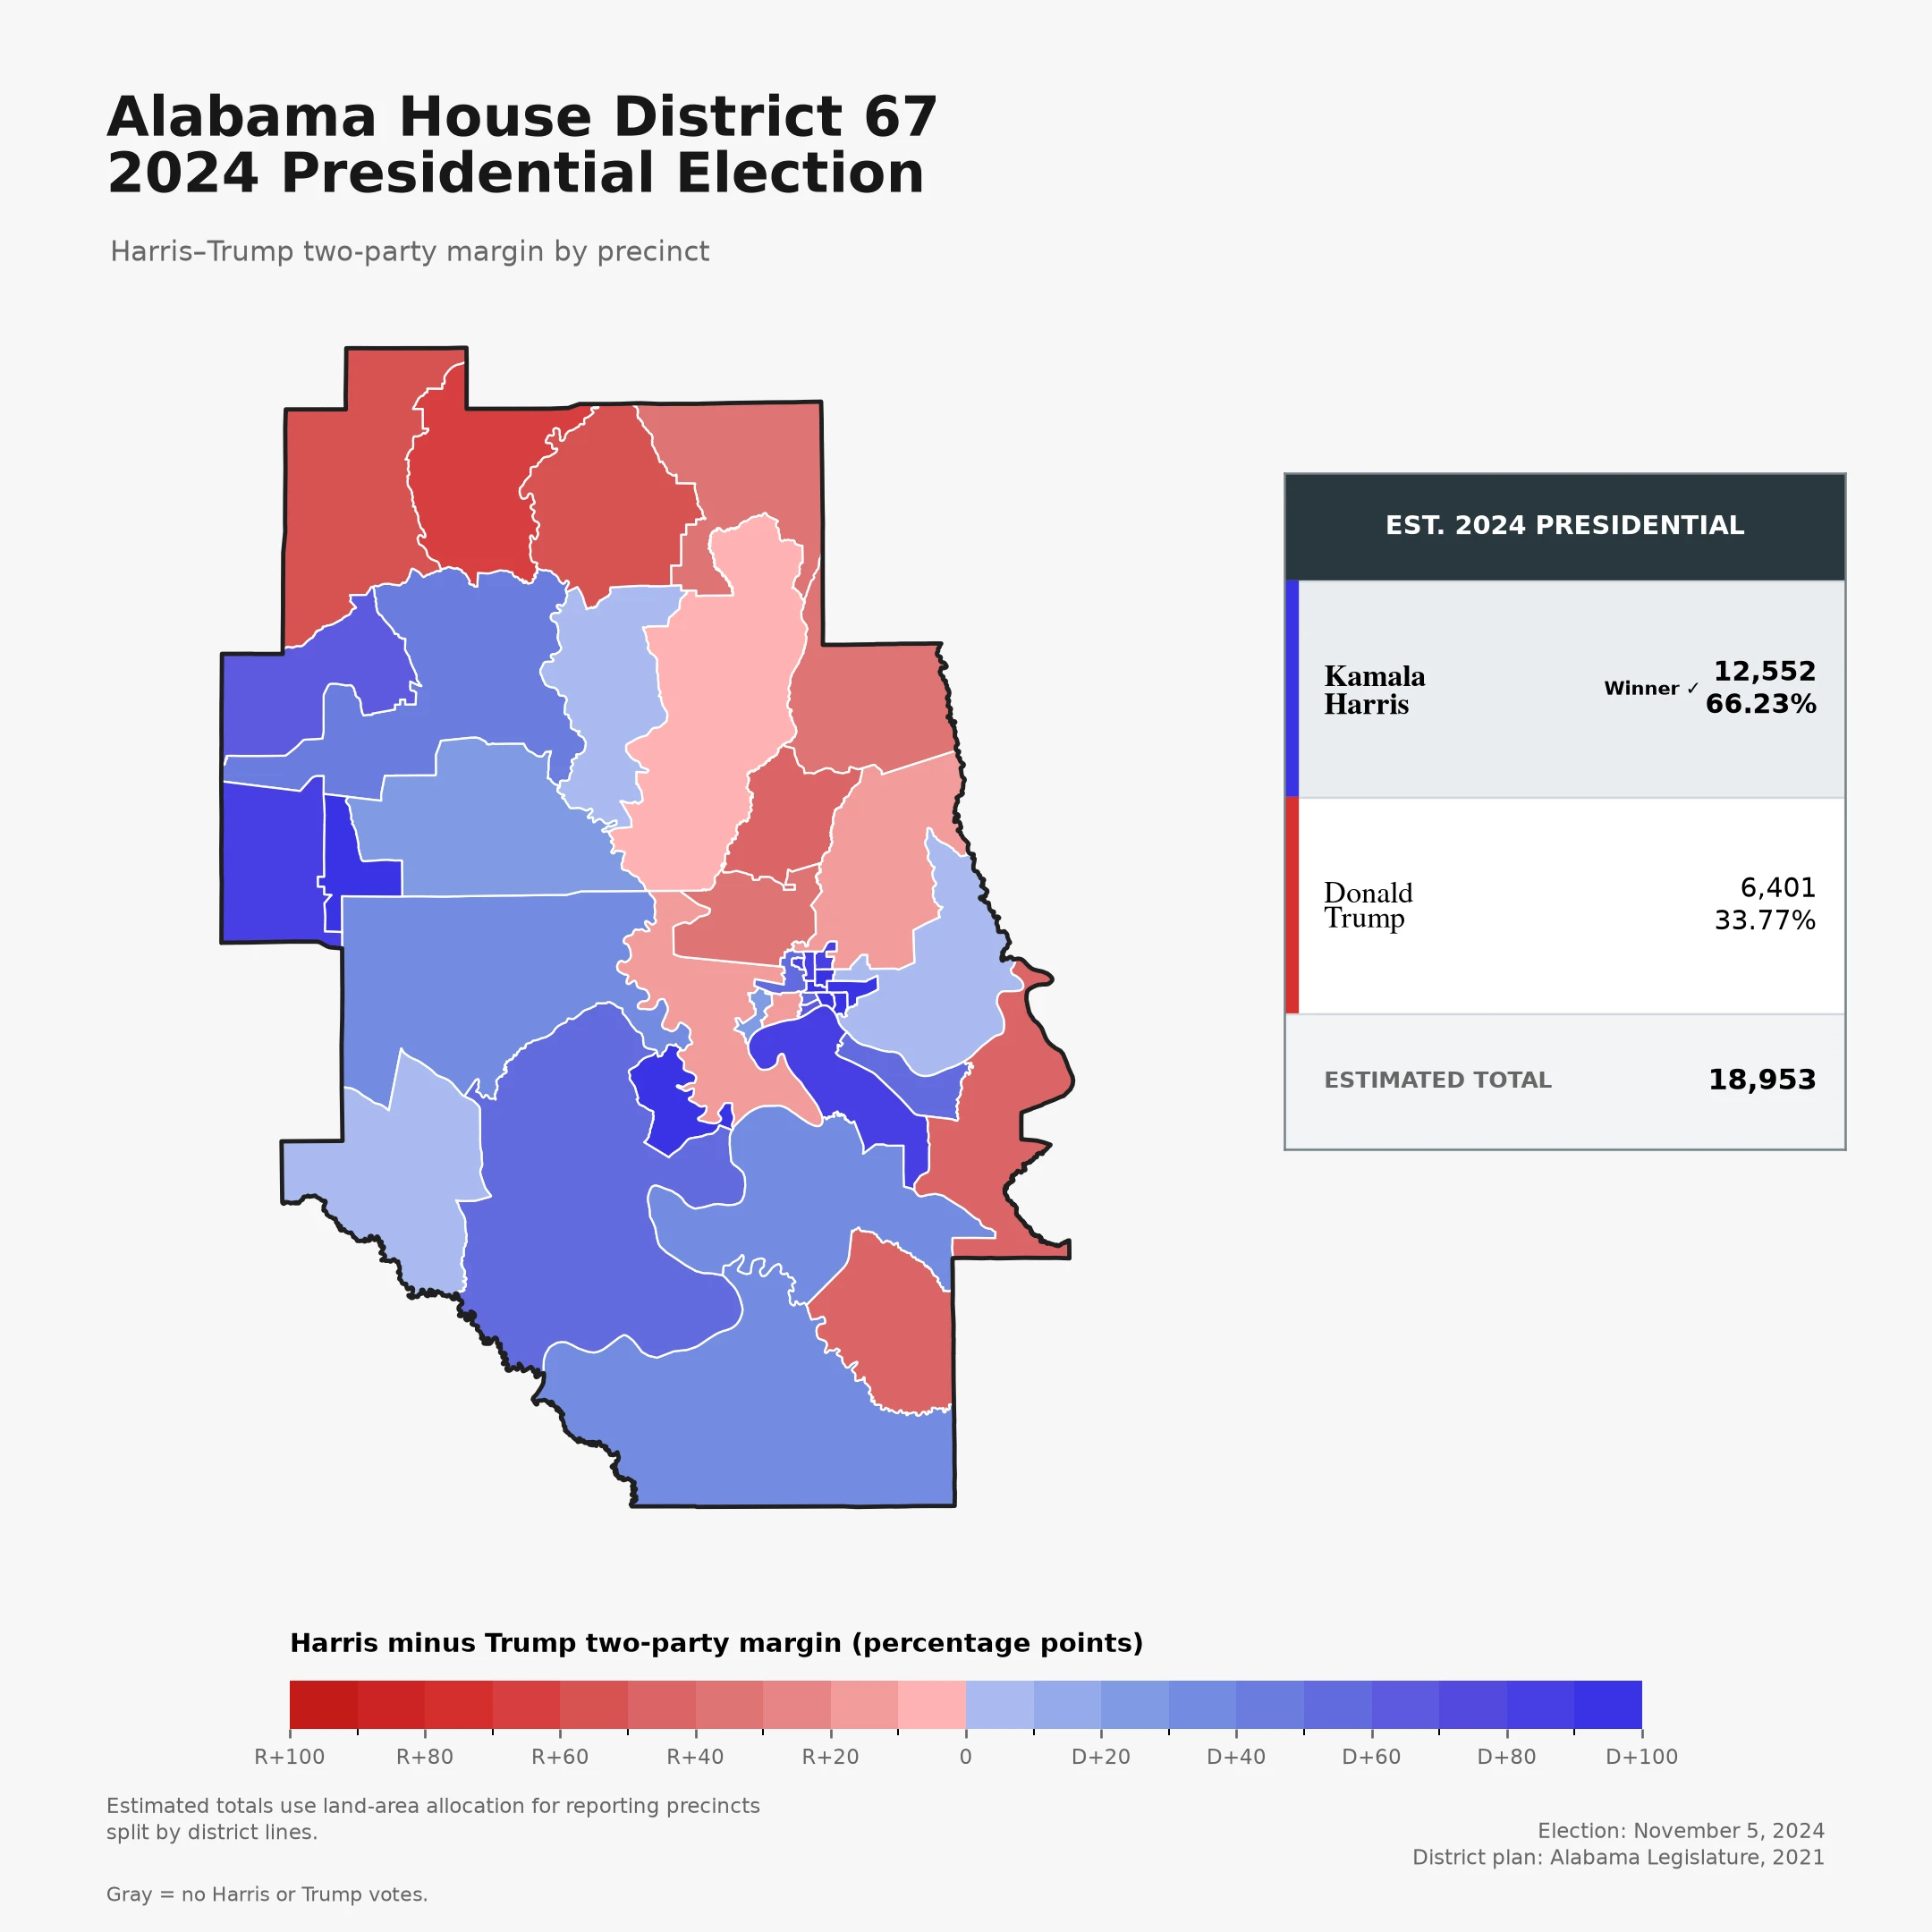 Alabama House District 67
2024 Presidential Election
Harris–Trump two-party margin by precinct
EST. 2024 PRESIDENTIAL
Kamala
Harris
Winner ✓
12,552
66.23%
Donald
Trump
6,401
33.77%
ESTIMATED TOTAL 18,953
Harris minus Trump two-party margin (percentage points)
R+100 R+80 R+60 R+40 R+20 0 D+20 D+40 D+60 D+80 D+100
Estimated totals use land-area allocation for reporting precincts
split by district lines.
Gray = no Harris or Trump votes.
Election: November 5, 2024
District plan: Alabama Legislature, 2021